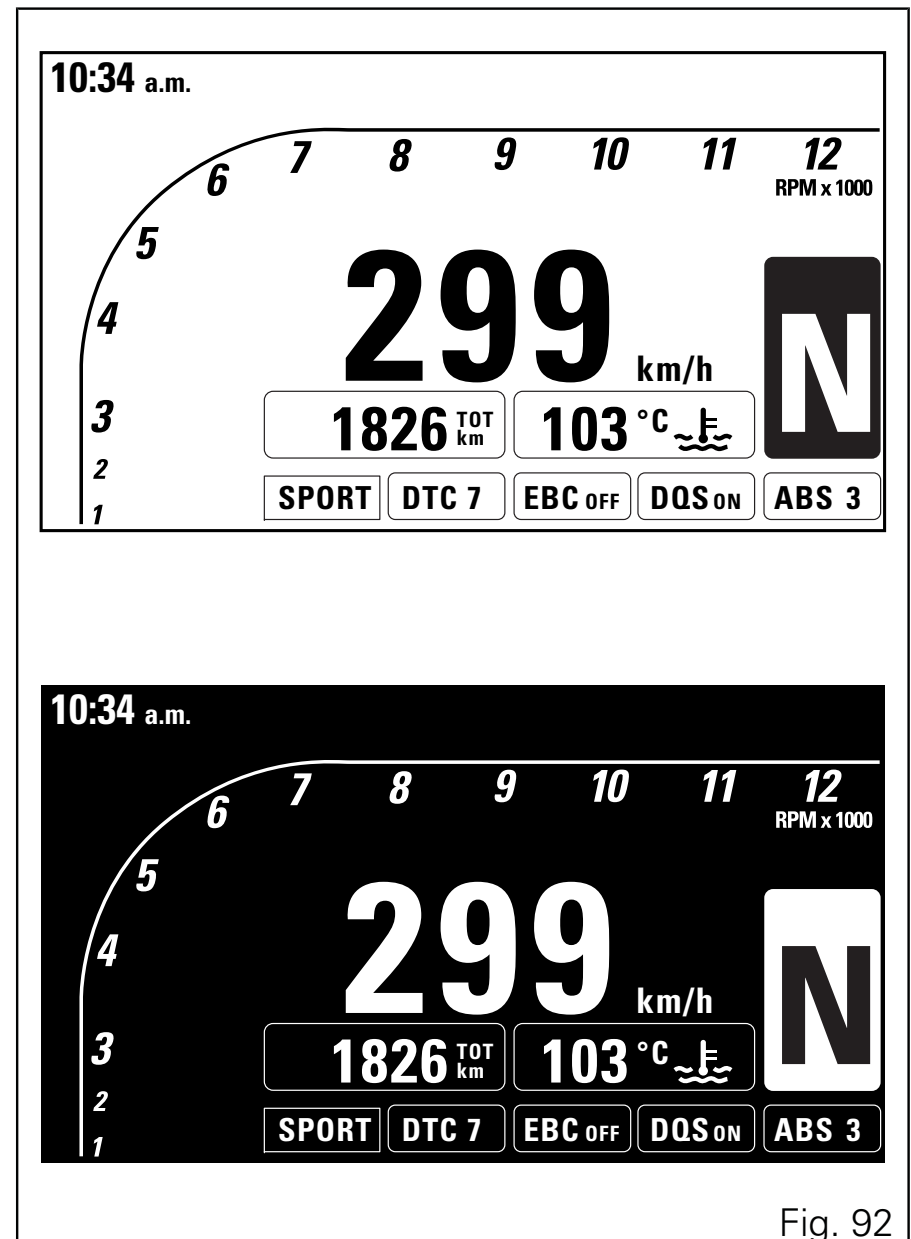 10:34 a.m.
7 8 9 10 11 12
6
RPM x 1000
5
299
4
km/h
N
3
1826 TOT km 103 °C
2
SPORT DTC 7 EBC OFF DQS ON ABS 3
1
10:34 a.m.
7 8 9 10 11 12
6
RPM x 1000
5
299
4
km/h
N
3
1826 TOT km 103 °C
2
SPORT DTC 7 EBC OFF DQS ON ABS 3
1
Fig. 92